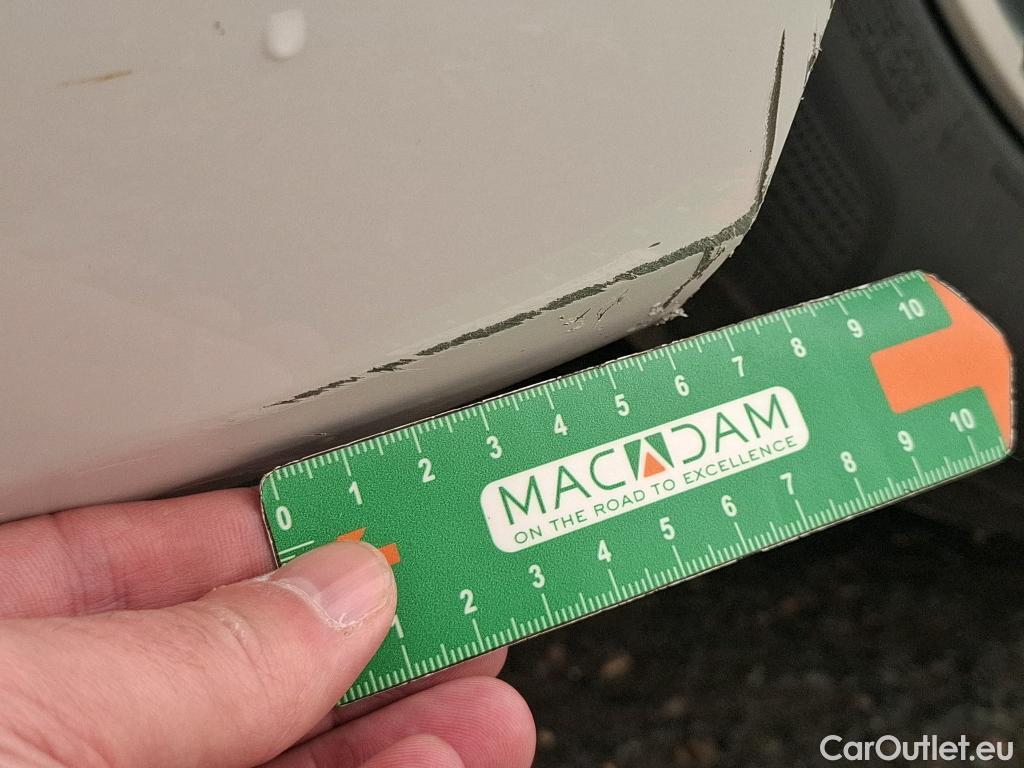 0 1 2 3 4 5 6 7 8 9 10
MACADAM
ON THE ROAD TO EXCELLENCE
1 2 3 4 5 6 7 8 9 10
CarOutlet.eu